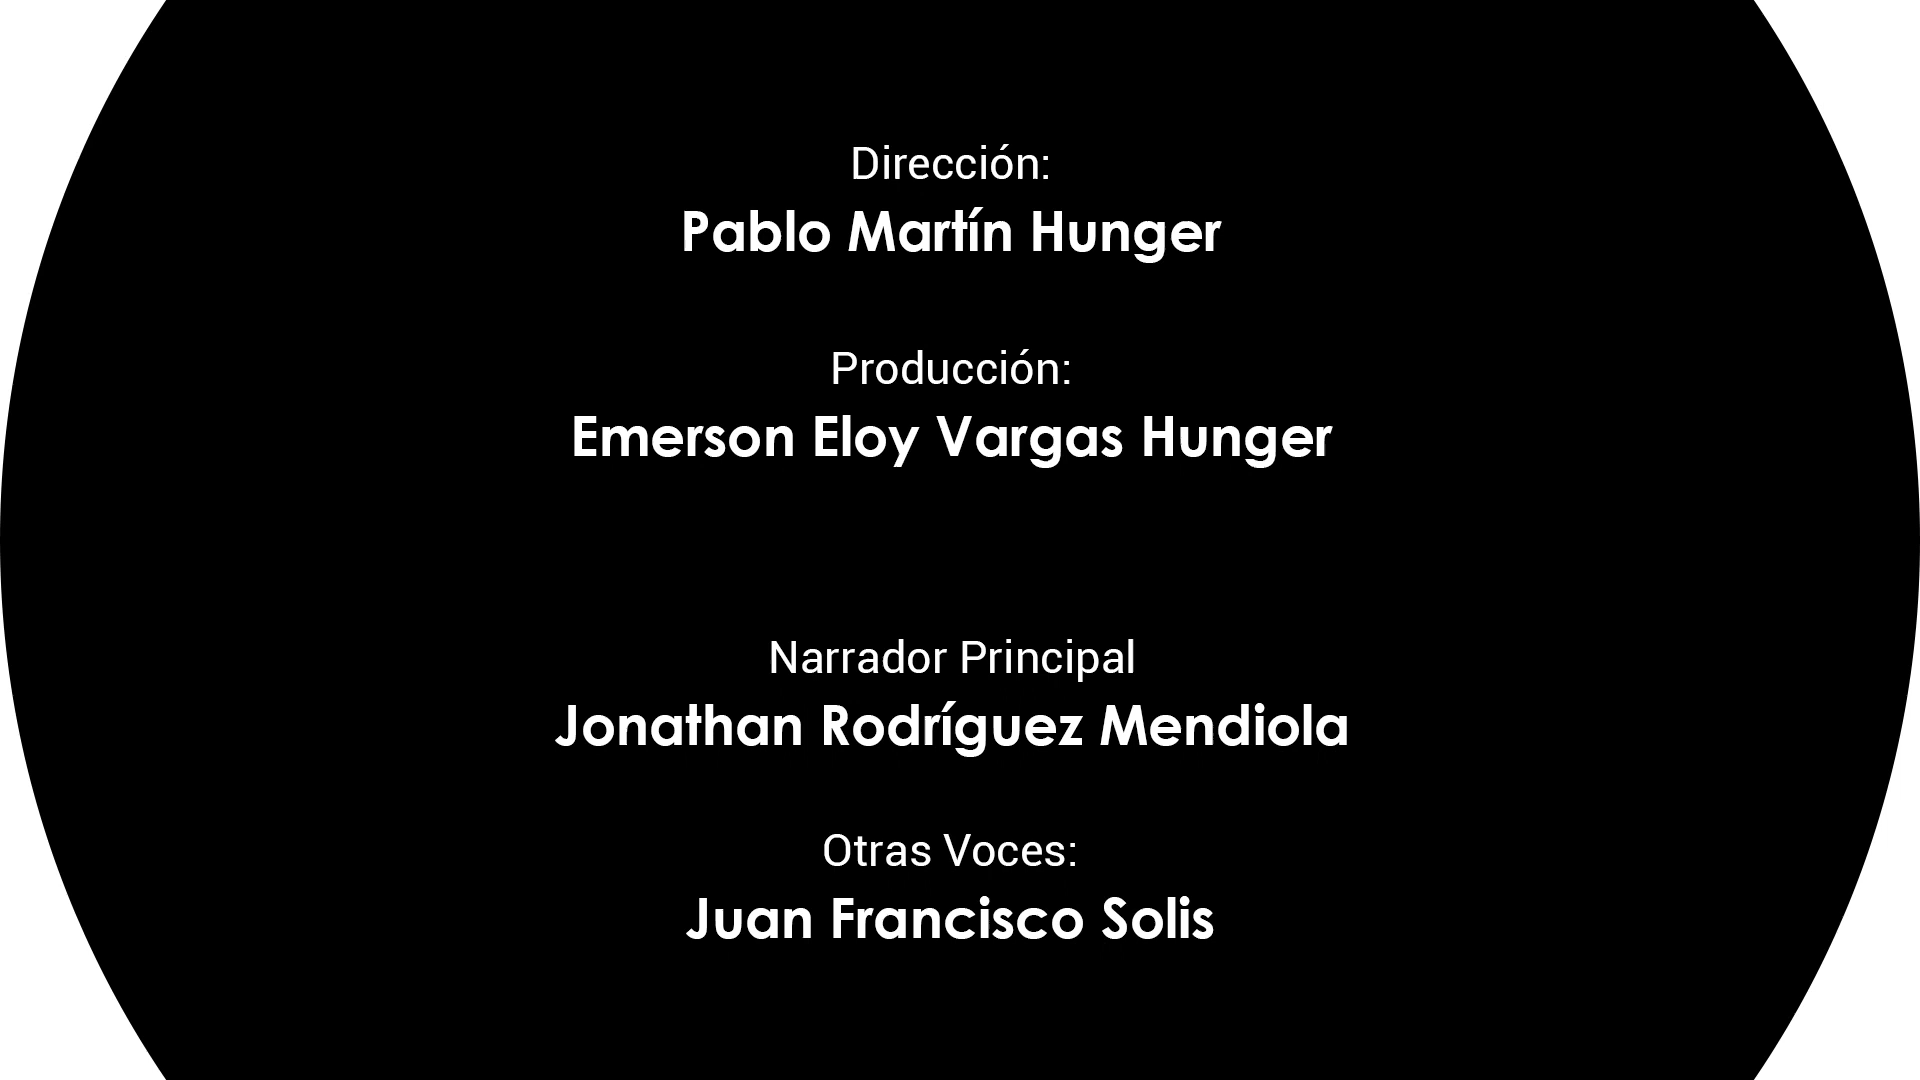 Dirección:
Pablo Martín Hunger
Producción:
Emerson Eloy Vargas Hunger
Narrador Principal
Jonathan Rodríguez Mendiola
Otras Voces:
Juan Francisco Solis